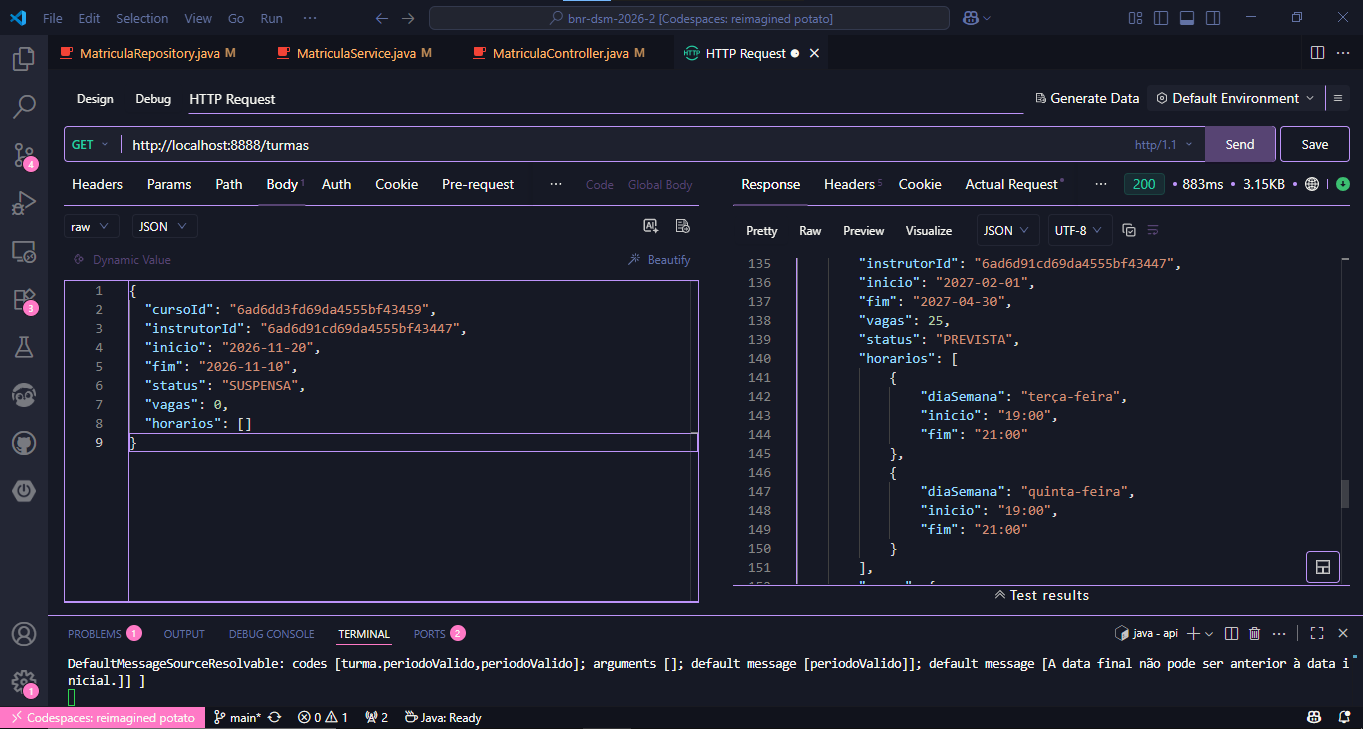 File Edit Selection View Go Run ··· bnr-dsm-2026-2 [Codespaces: reimagined potato]
MatriculaRepository.java M MatriculaService.java M MatriculaController.java M HTTP HTTP Request
Design Debug HTTP Request Generate Data Default Environment
GET http://localhost:8888/turmas http/1.1 Send Save
Headers Params Path Body 1 Auth Cookie Pre-request ··· Code Global Body
raw JSON
Dynamic Value Beautify
1 {
2 "cursoId": "6ad6dd3fd69da4555bf43459",
3 "instrutorId": "6ad6d91cd69da4555bf43447",
4 "inicio": "2026-11-20",
5 "fim": "2026-11-10",
6 "status": "SUSPENSA",
7 "vagas": 0,
8 "horarios": []
9 }
Response Headers 5 Cookie Actual Request ··· 200 • 883ms • 3.15KB •
Pretty Raw Preview Visualize JSON UTF-8
135 "instrutorId": "6ad6d91cd69da4555bf43447",
136 "inicio": "2027-02-01",
137 "fim": "2027-04-30",
138 "vagas": 25,
139 "status": "PREVISTA",
140 "horarios": [
141 {
142 "diaSemana": "terça-feira",
143 "inicio": "19:00",
144 "fim": "21:00"
145 },
146 {
147 "diaSemana": "quinta-feira",
148 "inicio": "19:00",
149 "fim": "21:00"
150 }
151 ],
Test results
4
3
1
PROBLEMS 1 OUTPUT DEBUG CONSOLE TERMINAL PORTS 2 java - api
DefaultMessageSourceResolvable: codes [turma.periodoValido,periodoValido]; arguments []; default message [periodoValido]]; default message [A data final não pode ser anterior à data i
nicial.]] ]
Codespaces: reimagined potato main* 0 1 2 Java: Ready